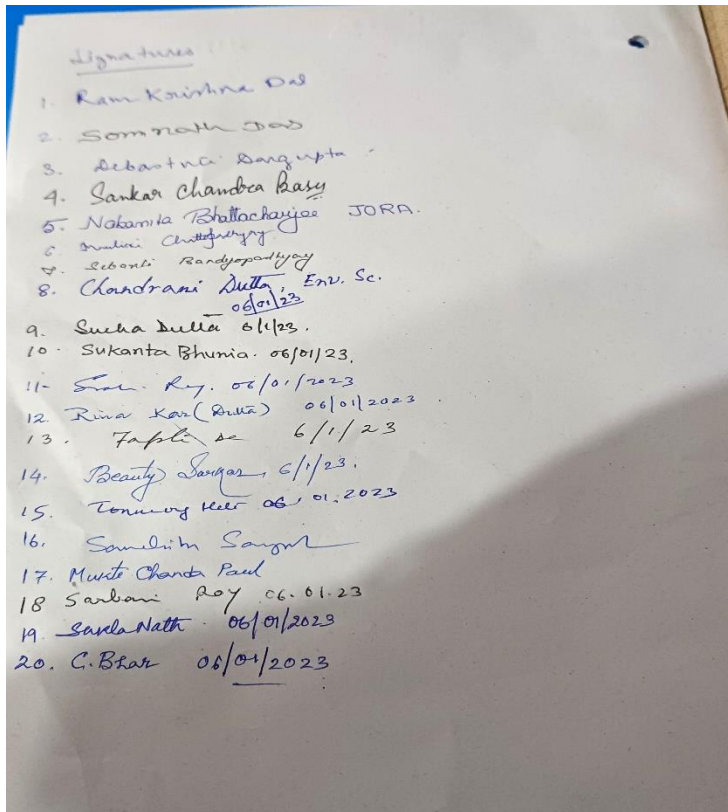 Signatures
1. Ram Krishna Das
2. Somnath Das
3. Dasgupta
4. Sankar Chandra Basu
5. Nabamita Bhattacharjee JORA.
6. Chattopadhyay
7. Sebanti Bandyopadhyay
8. Chandrani Dutta, Env. Sc.
06/01/23
9. Sucha Dutta 6/1/23.
10. Sukanta Bhunia. 06/01/23.
11. Roy. 06/01/2023
12. Rina Kar (Dutta) 06/01/2023
13. De 6/1/23
14. Beauty Sarkar, 6/1/23.
15. 06.01.2023
16.
17. Chanda Paul
18 Sarbani Roy 06.01.23
19. Nath. 06/01/2023
20. C. Bhar 06/01/2023